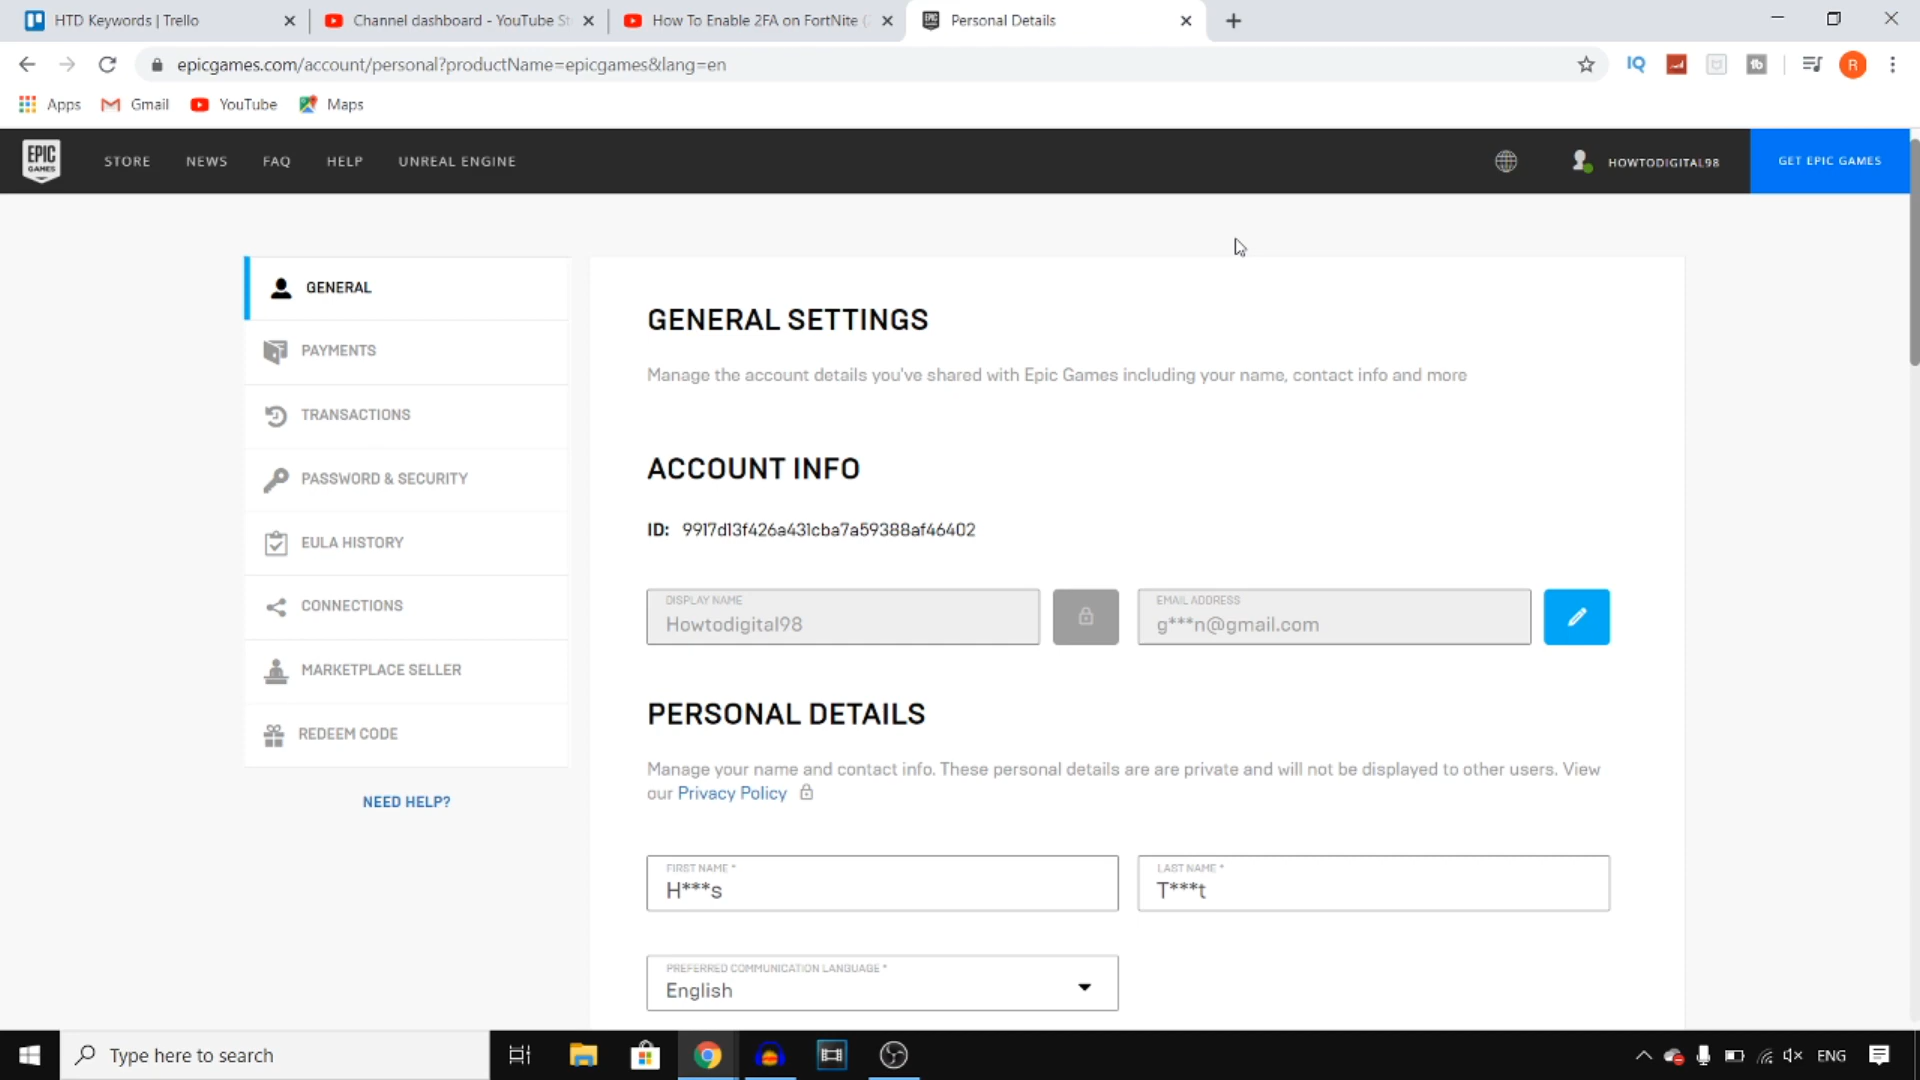 HTD Keywords | Trello
Channel dashboard - YouTube St
How To Enable 2FA on FortNite (2
Personal Details
epicgames.com/account/personal?productName=epicgames&lang=en
IQ
tb
R
Apps
Gmail
YouTube
Maps
EPIC
GAMES
STORE
NEWS
FAQ
HELP
UNREAL ENGINE
HOWTODIGITAL98
GET EPIC GAMES
GENERAL
PAYMENTS
TRANSACTIONS
PASSWORD & SECURITY
EULA HISTORY
CONNECTIONS
MARKETPLACE SELLER
REDEEM CODE
NEED HELP?
GENERAL SETTINGS
Manage the account details you've shared with Epic Games including your name, contact info and more
ACCOUNT INFO
ID: 9917d13f426a431cba7a59388af46402
DISPLAY NAME
Howtodigital98
EMAIL ADDRESS
g***n@gmail.com
PERSONAL DETAILS
Manage your name and contact info. These personal details are are private and will not be displayed to other users. View
our Privacy Policy
FIRST NAME *
H***s
LAST NAME *
T***t
PREFERRED COMMUNICATION LANGUAGE *
English
Type here to search
ENG